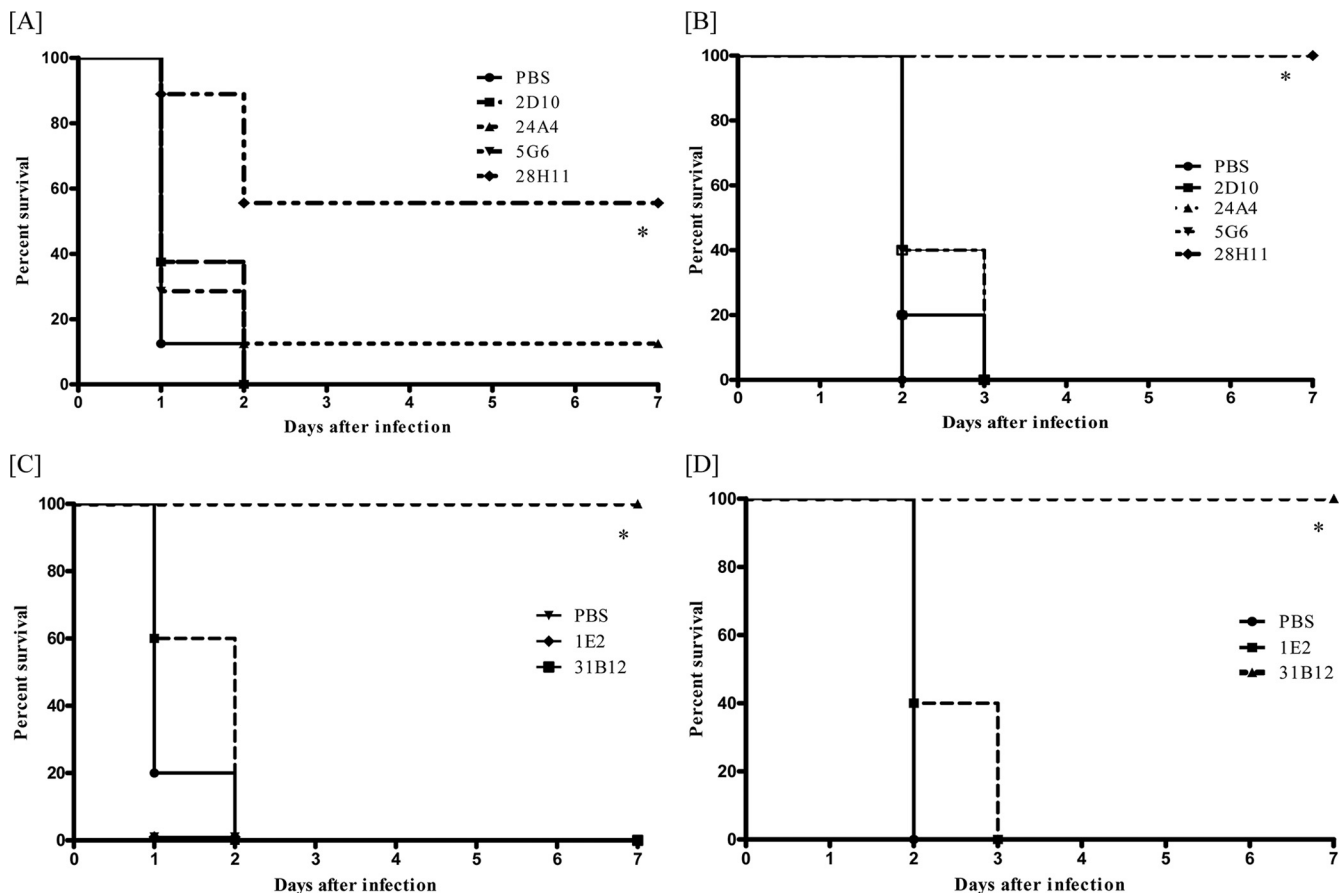 [A]
100
80
60
40
20
0
Percent survival
PBS
2D10
24A4
5G6
28H11
*
0 1 2 3 4 5 6 7
Days after infection
[B]
100
80
60
40
20
0
Percent survival
PBS
2D10
24A4
5G6
28H11
*
0 1 2 3 4 5 6 7
Days after infection
[C]
100
80
60
40
20
0
Percent survival
PBS
1E2
31B12
*
0 1 2 3 4 5 6 7
Days after infection
[D]
100
80
60
40
20
0
Percent survival
PBS
1E2
31B12
*
0 1 2 3 4 5 6 7
Days after infection